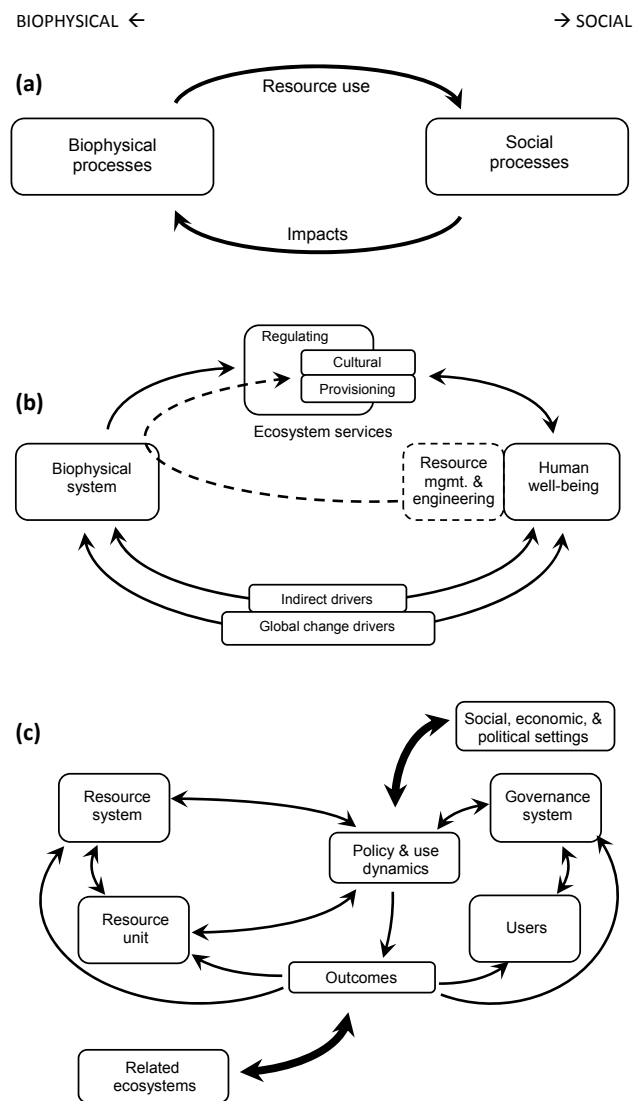 BIOPHYSICAL ← → SOCIAL
(a)
Resource use
Biophysical
processes
Social
processes
Impacts
Regulating
Cultural
Provisioning
(b)
Ecosystem services
Biophysical
system
Resource
mgmt. &
engineering
Human
well-being
Indirect drivers
Global change drivers
(c)
Social, economic, &
political settings
Resource
system
Governance
system
Policy & use
dynamics
Resource
unit
Users
Outcomes
Related
ecosystems